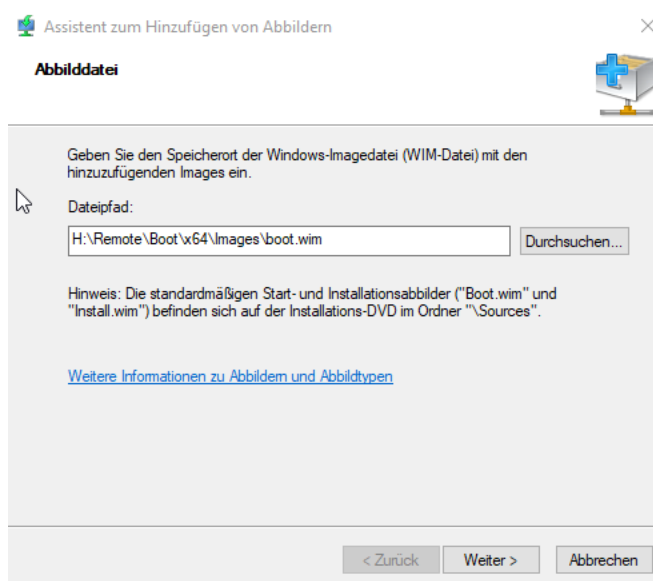 Assistent zum Hinzufügen von Abbildern
Abbilddatei
Geben Sie den Speicherort der Windows-Imagedatei (WIM-Datei) mit den
hinzuzufügenden Images ein.
Dateipfad:
H:\Remote\Boot\x64\Images\boot.wim
Durchsuchen...
Hinweis: Die standardmäßigen Start- und Installationsabbilder ("Boot.wim" und
"Install.wim") befinden sich auf der Installations-DVD im Ordner "\Sources".
Weitere Informationen zu Abbildern und Abbildtypen
< Zurück
Weiter >
Abbrechen